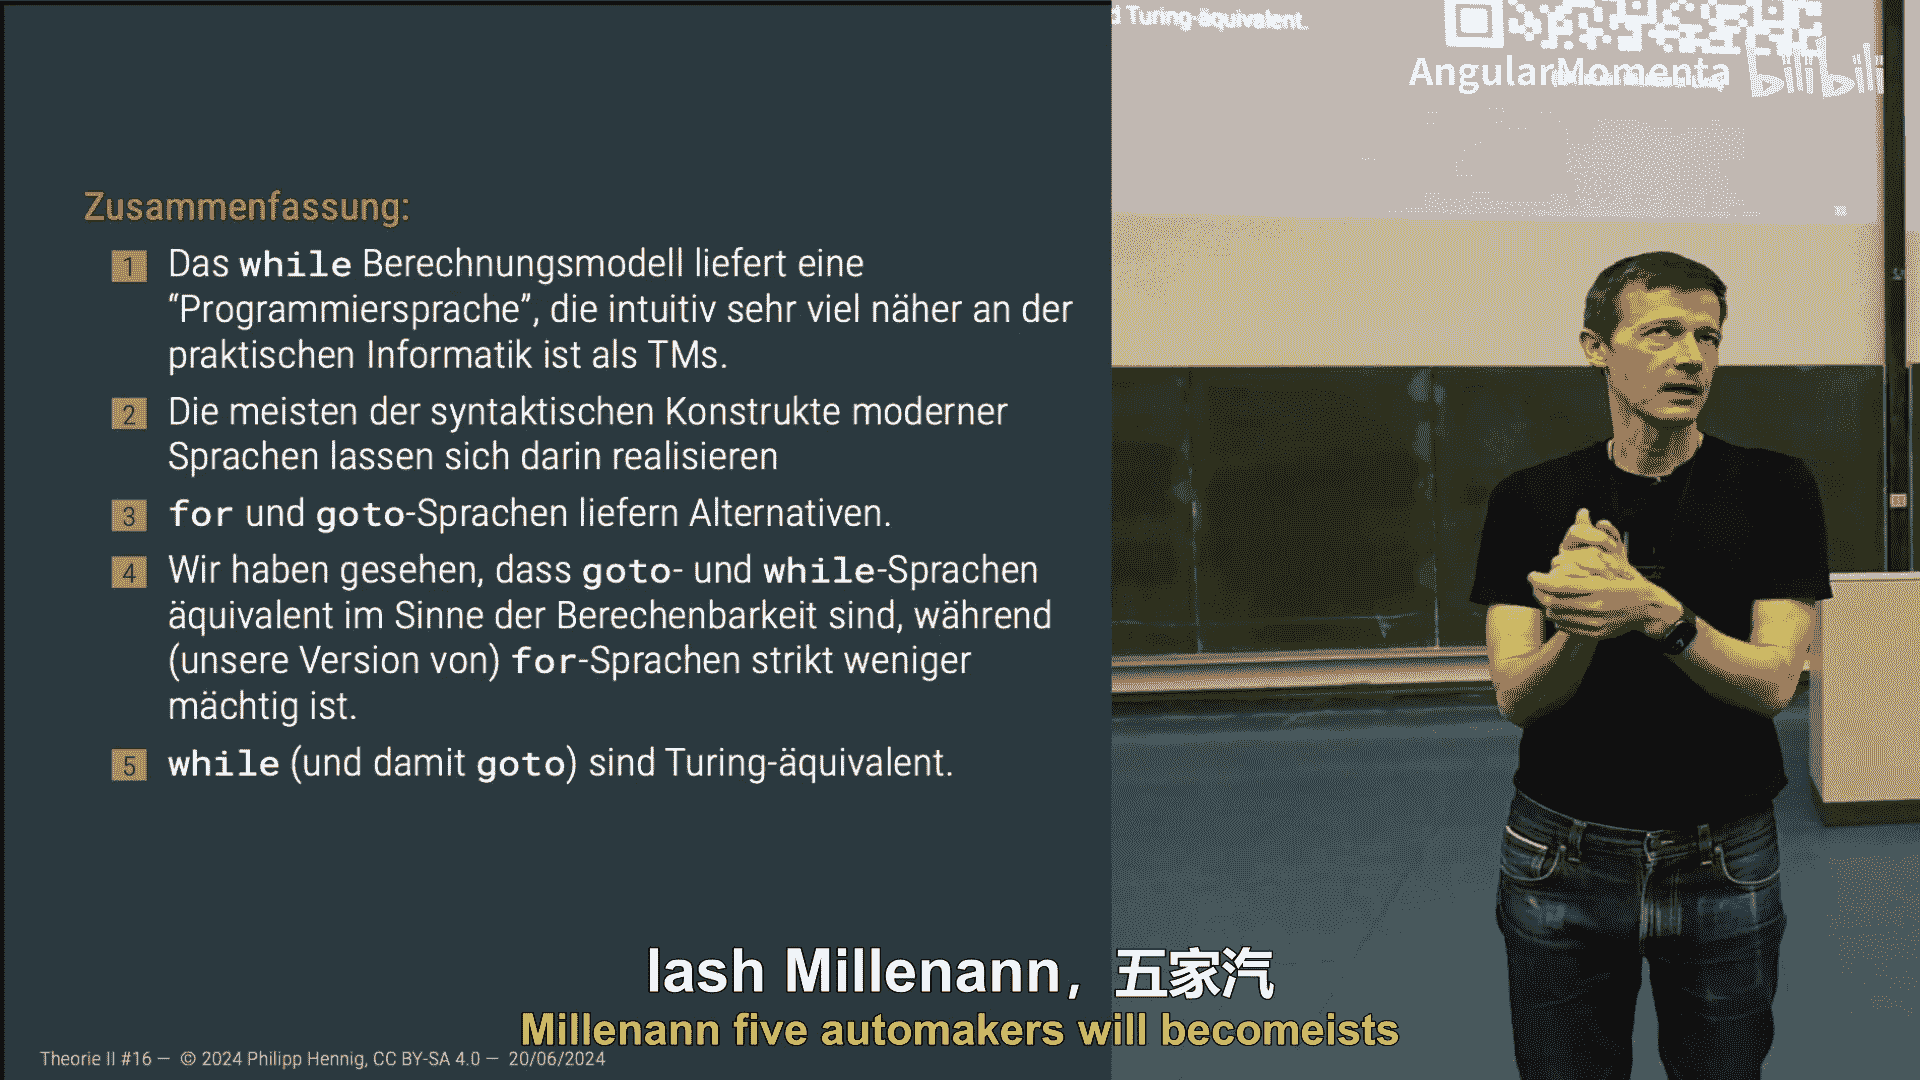 Zusammenfassung:
1 Das while Berechnungsmodell liefert eine
“Programmiersprache”, die intuitiv sehr viel näher an der
praktischen Informatik ist als TMs.
2 Die meisten der syntaktischen Konstrukte moderner
Sprachen lassen sich darin realisieren
3 for und goto-Sprachen liefern Alternativen.
4 Wir haben gesehen, dass goto- und while-Sprachen
äquivalent im Sinne der Berechenbarkeit sind, während
(unsere Version von) for-Sprachen strikt weniger
mächtig ist.
5 while (und damit goto) sind Turing-äquivalent.
d Turing-äquivalent.
AngularMomenta bilibili
lash Millenann，五家汽
Millenann five automakers will becomeists
Theorie II #16 — © 2024 Philipp Hennig, CC BY-SA 4.0 — 20/06/2024